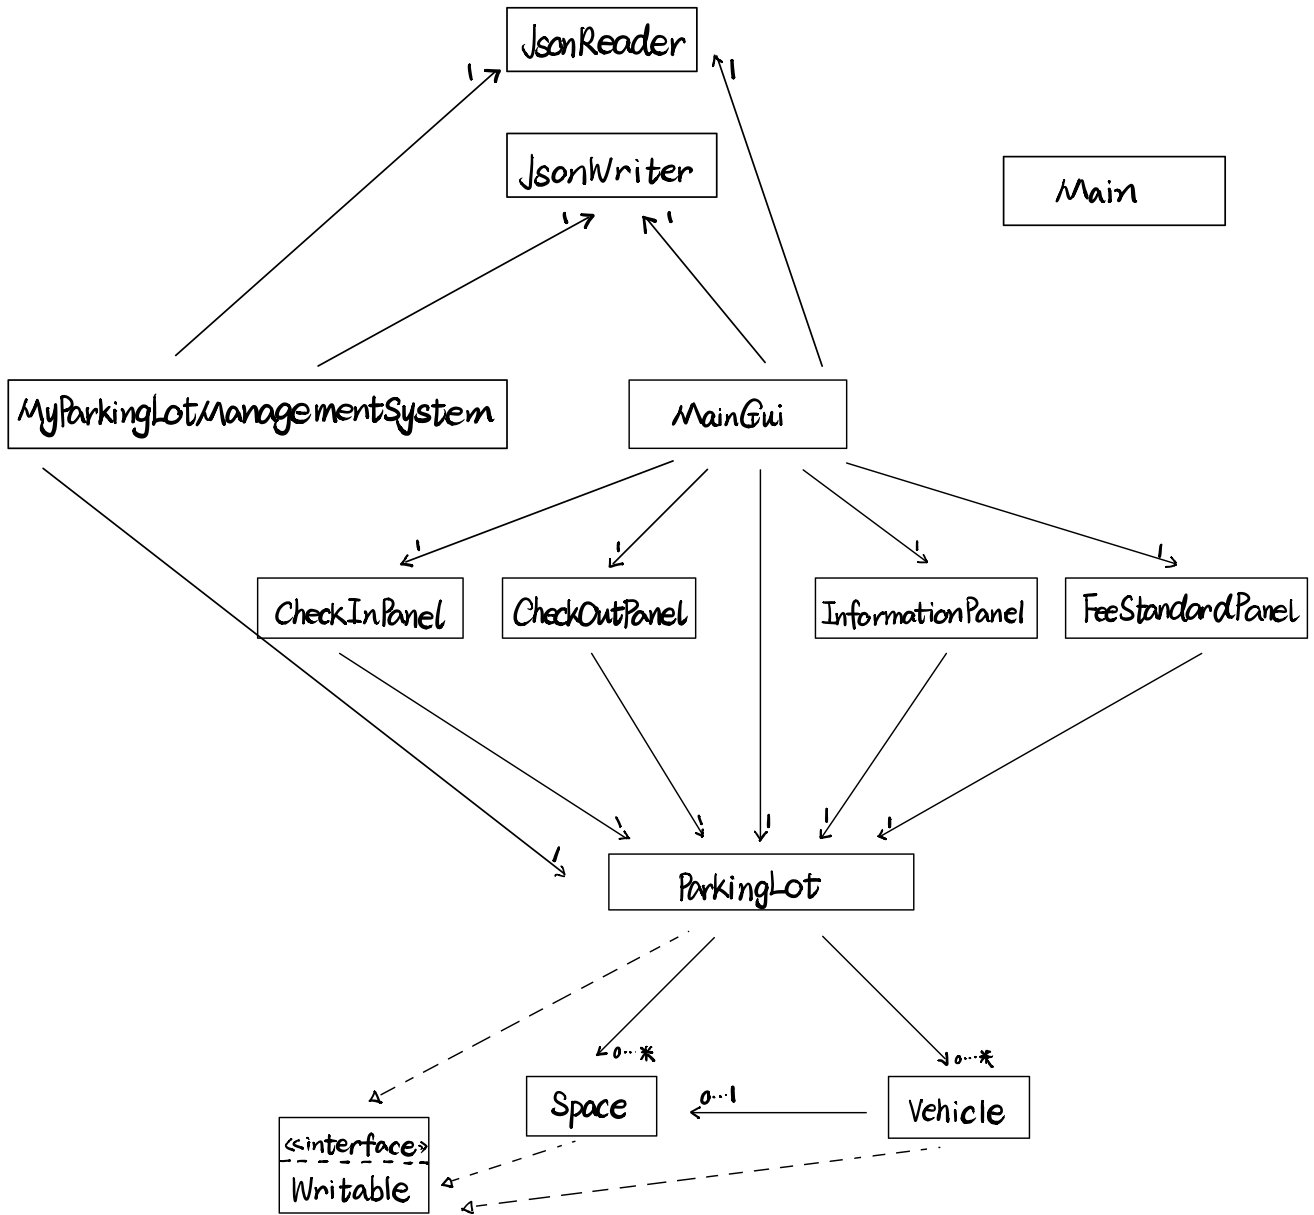 JsonReader
1
1
JsonWriter
Main
1
1
MyParkingLotManagementSystem
MainGui
1
1
1
1
CheckInPanel
CheckOutPanel
InformationPanel
FeeStandardPanel
1
1
1
1
1
1
ParkingLot
0...*
0...*
Space
0...1
Vehicle
<<interface>>
Writable